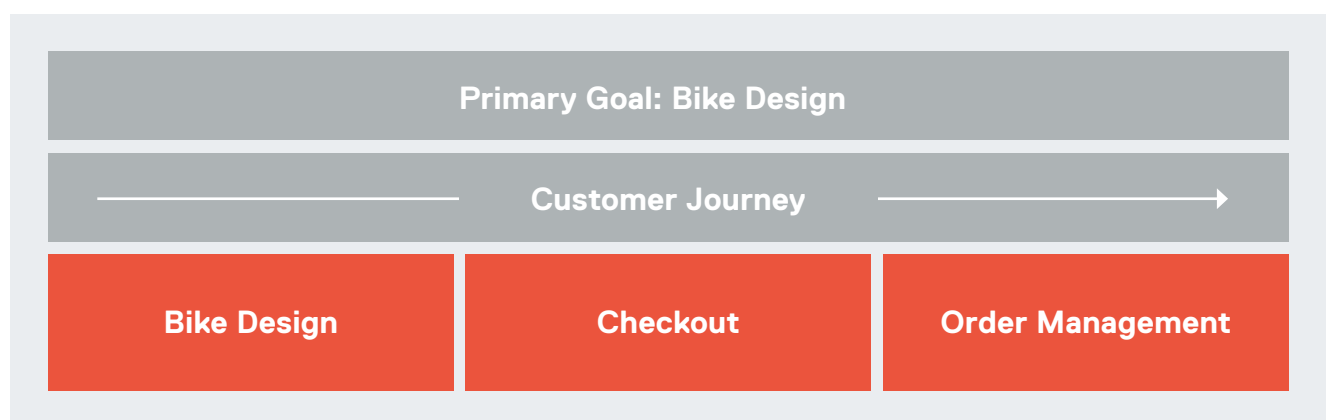 Primary Goal: Bike Design
Customer Journey
Bike Design
Checkout
Order Management